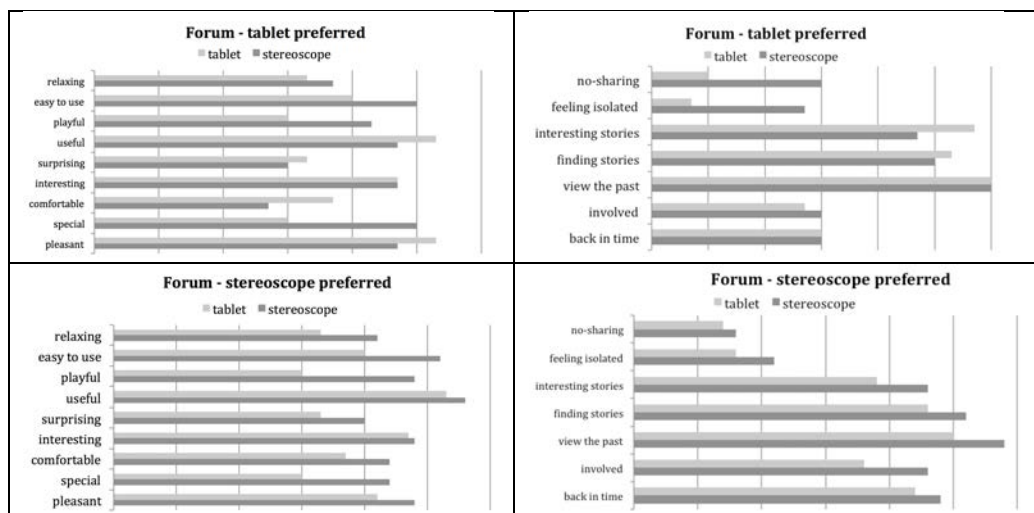 Forum - tablet preferred
tablet stereoscope
relaxing
easy to use
playful
useful
surprising
interesting
comfortable
special
pleasant
Forum - tablet preferred
tablet stereoscope
no-sharing
feeling isolated
interesting stories
finding stories
view the past
involved
back in time
Forum - stereoscope preferred
tablet stereoscope
relaxing
easy to use
playful
useful
surprising
interesting
comfortable
special
pleasant
Forum - stereoscope preferred
tablet stereoscope
no-sharing
feeling isolated
interesting stories
finding stories
view the past
involved
back in time